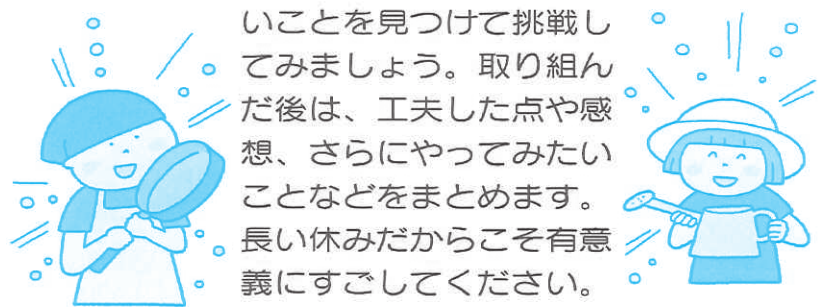 いことを見つけて挑戦し
てみましょう。取り組ん
だ後は、工夫した点や感
想、さらにやってみたい
ことなどをまとめます。
長い休みだからこそ有意
義にすごしてください。